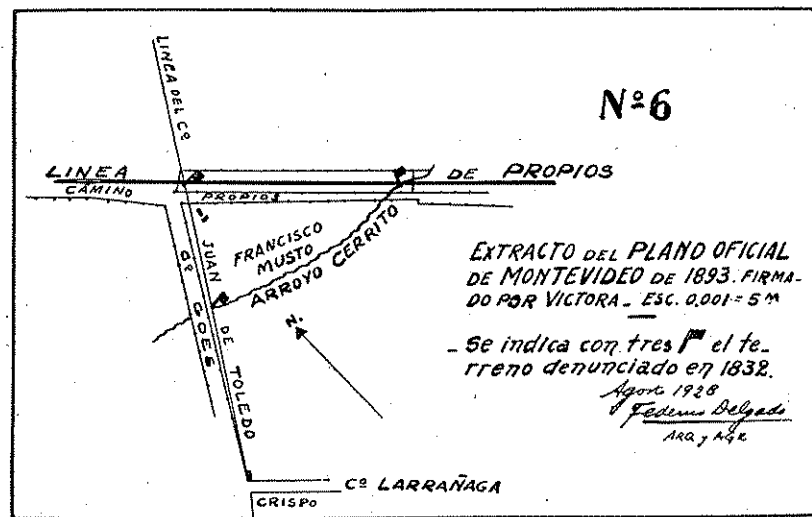 LINEA DEL Cº
Nº6
LINEA DE PROPIOS
CAMINO PROPIOS
FRANCISCO
MUSTO
ARROYO CERRITO
JUAN DE TOLEDO
Dº GOES
N.
EXTRACTO DEL PLANO OFICIAL
DE MONTEVIDEO DE 1893. FIRMA-
DO POR VICTORA. ESC. 0,001=5 M
- Se indica con tres el te-
rreno denunciado en 1832.
Agosto 1928
Federico Delgado
ARQ. y AGR.
Cº LARRAÑAGA
CRISPO